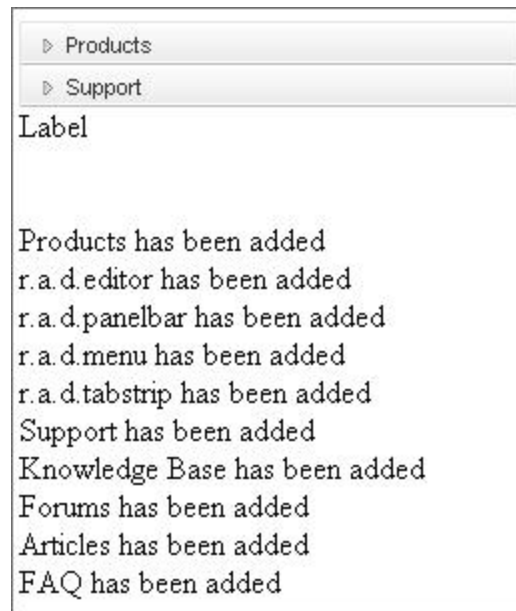 Products
Support
Label
Products has been added
r.a.d.editor has been added
r.a.d.panelbar has been added
r.a.d.menu has been added
r.a.d.tabstrip has been added
Support has been added
Knowledge Base has been added
Forums has been added
Articles has been added
FAQ has been added